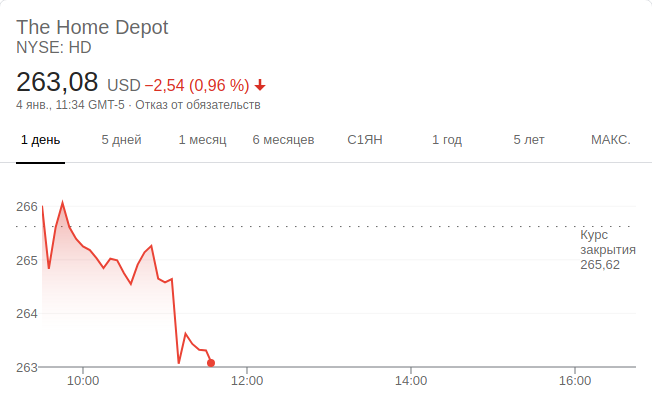 The Home Depot
NYSE: HD
263,08 USD −2,54 (0,96 %)
4 янв., 11:34 GMT-5 · Отказ от обязательств
1 день 5 дней 1 месяц 6 месяцев С1ЯН 1 год 5 лет МАКС.
266
265
264
263
Курс
закрытия
265,62
10:00 12:00 14:00 16:00